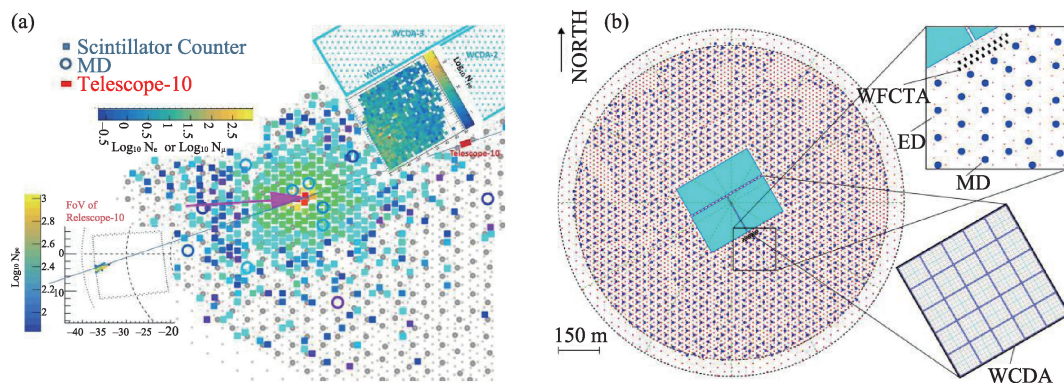 (a)
Scintillator Counter
MD
Telescope-10
-0.5 0 0.5 1 1.5 2 2.5
Log₁₀ Nₑ or Log₁₀ Nμ
WCDA-3
WCDA-2
WCDA-1
Log₁₀ Npe
Telescope-10
FoV of
Relescope-10
0
10
−40 −35 −30 −25 −20
3
2.8
2.6
2.4
2.2
2
Log₁₀ Npe
(b)
NORTH
150 m
WFCTA
ED
MD
WCDA